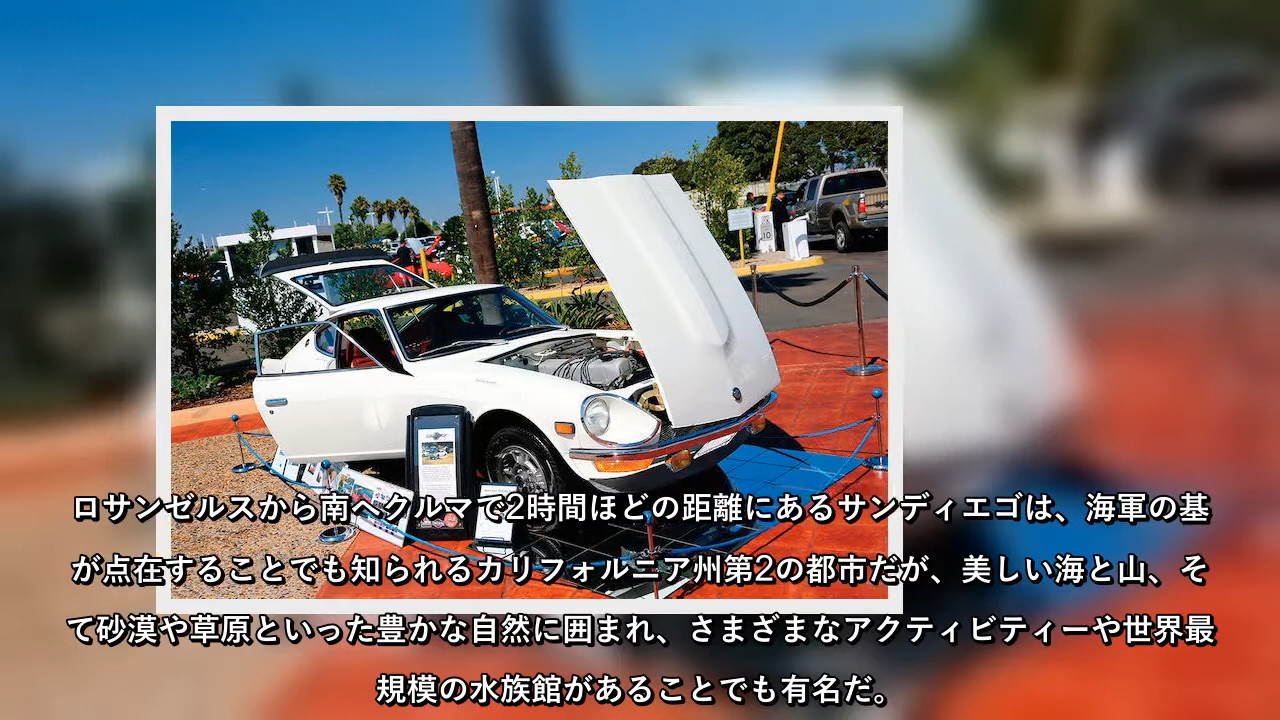 ロサンゼルスから南へクルマで2時間ほどの距離にあるサンディエゴは、海軍の基
が点在することでも知られるカリフォルニア州第2の都市だが、美しい海と山、そ
て砂漠や草原といった豊かな自然に囲まれ、さまざまなアクティビティーや世界最
規模の水族館があることでも有名だ。